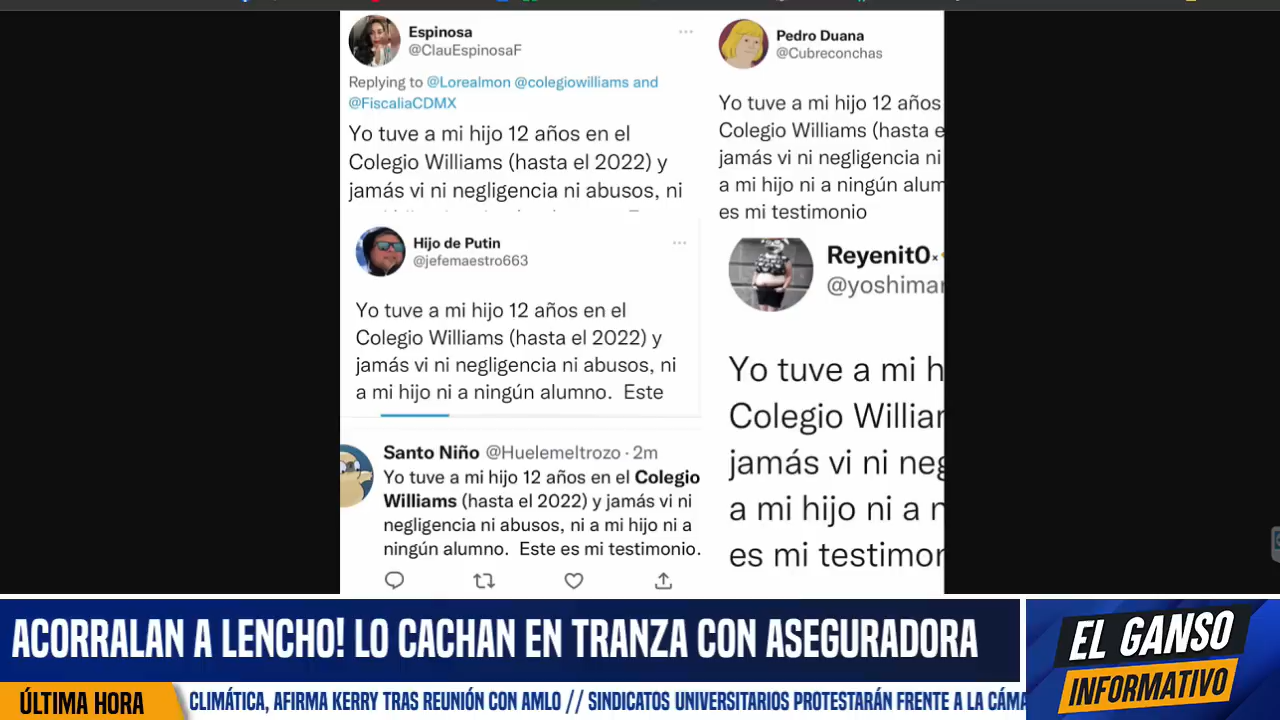 Espinosa
@ClauEspinosaF
Replying to @Lorealmon @colegiowilliams and
@FiscaliaCDMX
Yo tuve a mi hijo 12 años en el
Colegio Williams (hasta el 2022) y
jamás vi ni negligencia ni abusos, ni
Hijo de Putin
@jefemaestro663
Yo tuve a mi hijo 12 años en el
Colegio Williams (hasta el 2022) y
jamás vi ni negligencia ni abusos, ni
a mi hijo ni a ningún alumno. Este
Santo Niño @Huelemeltrozo · 2m
Yo tuve a mi hijo 12 años en el Colegio
Williams (hasta el 2022) y jamás vi ni
negligencia ni abusos, ni a mi hijo ni a
ningún alumno. Este es mi testimonio.
Pedro Duana
@Cubreconchas
Yo tuve a mi hijo 12 años
Colegio Williams (hasta e
jamás vi ni negligencia ni
a mi hijo ni a ningún alum
es mi testimonio
Reyenit0
@yoshimar
Yo tuve a mi h
Colegio William
jamás vi ni neg
a mi hijo ni a n
es mi testimon
ACORRALAN A LENCHO! LO CACHAN EN TRANZA CON ASEGURADORA
EL GANSO
INFORMATIVO
ÚLTIMA HORA
CLIMÁTICA, AFIRMA KERRY TRAS REUNIÓN CON AMLO // SINDICATOS UNIVERSITARIOS PROTESTARÁN FRENTE A LA CÁMA